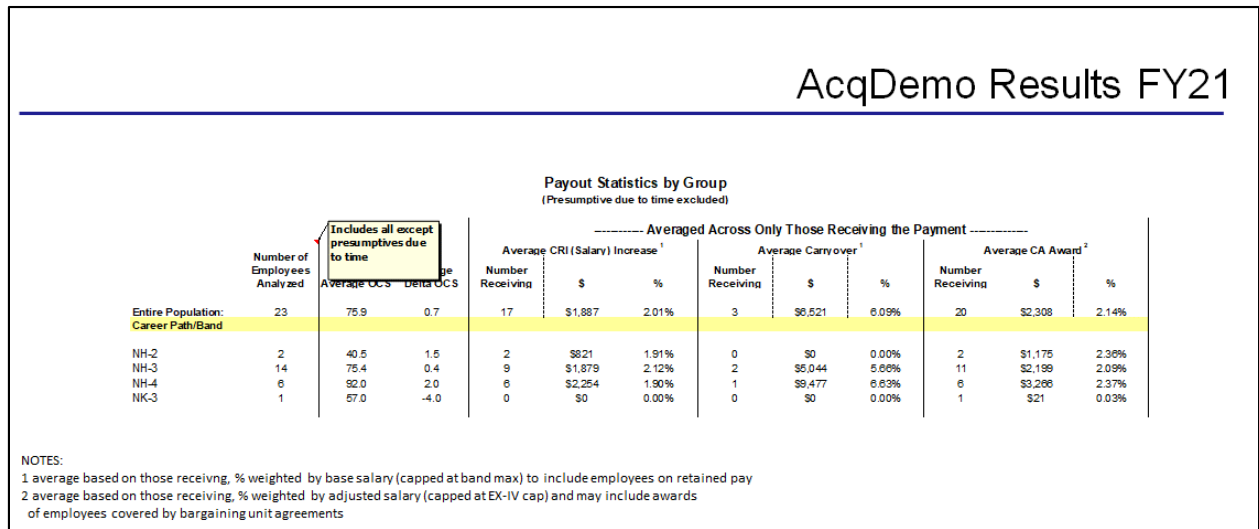 AcqDemo Results FY21
Payout Statistics by Group
(Presumptive due to time excluded)
Includes all except
presumptives due
to time
------------ Averaged Across Only Those Receiving the Payment --------------
Average CRI (Salary) Increase 1 Average Carryover 1 Average CA Award 2
Number of
Employees
Analyzed Average OCS Delta OCS Number
Receiving $ % Number
Receiving $ % Number
Receiving $ %
Entire Population: 23 75.9 0.7 17 $1,887 2.01% 3 $6,521 6.09% 20 $2,308 2.14%
Career Path/Band
NH-2 2 40.5 1.5 2 $821 1.91% 0 $0 0.00% 2 $1,175 2.36%
NH-3 14 75.4 0.4 9 $1,879 2.12% 2 $5,044 5.66% 11 $2,199 2.09%
NH-4 6 92.0 2.0 6 $2,254 1.90% 1 $9,477 6.63% 6 $3,266 2.37%
NK-3 1 57.0 -4.0 0 $0 0.00% 0 $0 0.00% 1 $21 0.03%
NOTES:
1 average based on those receivng, % weighted by base salary (capped at band max) to include employees on retained pay
2 average based on those receiving, % weighted by adjusted salary (capped at EX-IV cap) and may include awards
of employees covered by bargaining unit agreements